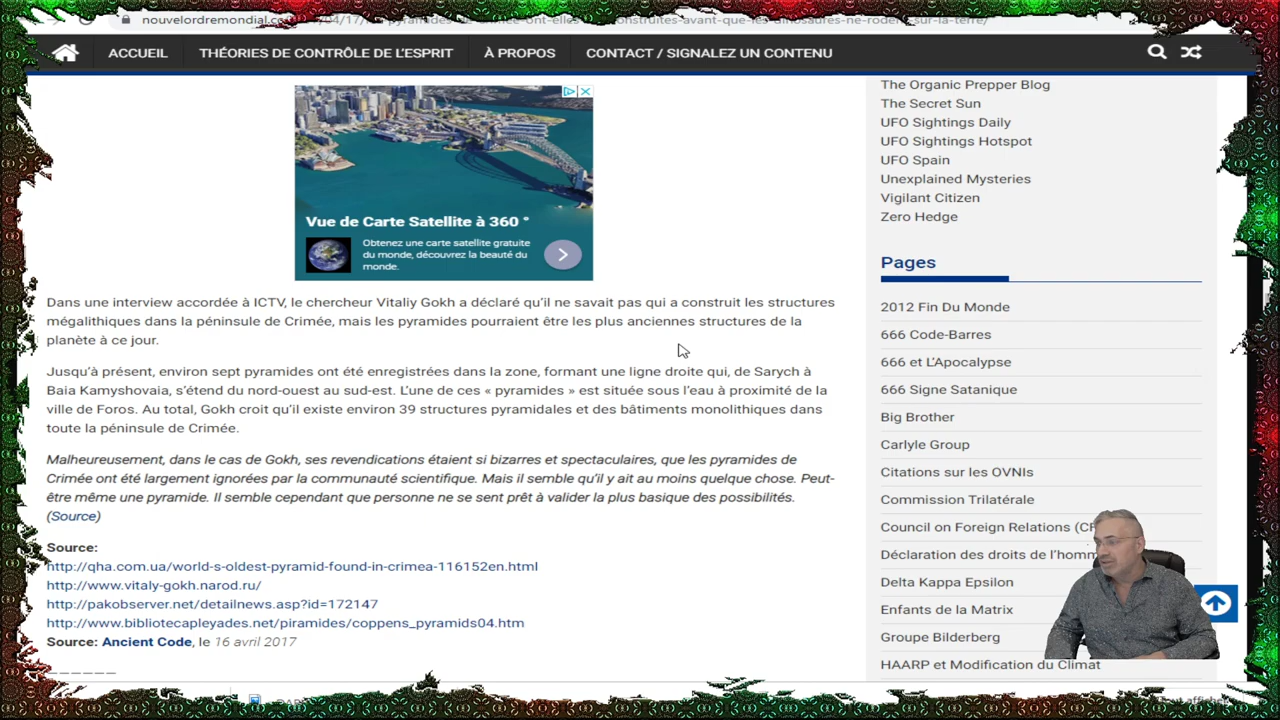 nouvelordremondial.
ACCUEIL
THÉORIES DE CONTRÔLE DE L'ESPRIT
À PROPOS
CONTACT / SIGNALEZ UN CONTENU
The Organic Prepper Blog
The Secret Sun
UFO Sightings Daily
UFO Sightings Hotspot
UFO Spain
Unexplained Mysteries
Vigilant Citizen
Zero Hedge
Vue de Carte Satellite à 360 °
Obtenez une carte satellite gratuite
du monde, découvrez la beauté du
monde.
Dans une interview accordée à ICTV, le chercheur Vitaliy Gokh a déclaré qu'il ne savait pas qui a construit les structures
mégalithiques dans la péninsule de Crimée, mais les pyramides pourraient être les plus anciennes structures de la
planète à ce jour.
Jusqu'à présent, environ sept pyramides ont été enregistrées dans la zone, formant une ligne droite qui, de Sarych à
Baia Kamyshovaia, s'étend du nord-ouest au sud-est. L'une de ces « pyramides » est située sous l'eau à proximité de la
ville de Foros. Au total, Gokh croit qu'il existe environ 39 structures pyramidales et des bâtiments monolithiques dans
toute la péninsule de Crimée.
Malheureusement, dans le cas de Gokh, ses revendications étaient si bizarres et spectaculaires, que les pyramides de
Crimée ont été largement ignorées par la communauté scientifique. Mais il semble qu'il y ait au moins quelque chose. Peut-
être même une pyramide. Il semble cependant que personne ne se sent prêt à valider la plus basique des possibilités.
(Source)
Source:
http://qha.com.ua/world-s-oldest-pyramid-found-in-crimea-116152en.html
http://www.vitaly-gokh.narod.ru/
http://pakobserver.net/detailnews.asp?id=172147
http://www.bibliotecapleyades.net/piramides/coppens_pyramids04.htm
Source: Ancient Code, le 16 avril 2017
Pages
2012 Fin Du Monde
666 Code-Barres
666 et L'Apocalypse
666 Signe Satanique
Big Brother
Carlyle Group
Citations sur les OVNIs
Commission Trilatérale
Council on Foreign Relations
Déclaration des droits de l'homm
Delta Kappa Epsilon
Enfants de la Matrix
Groupe Bilderberg
HAARP et Modification du Climat